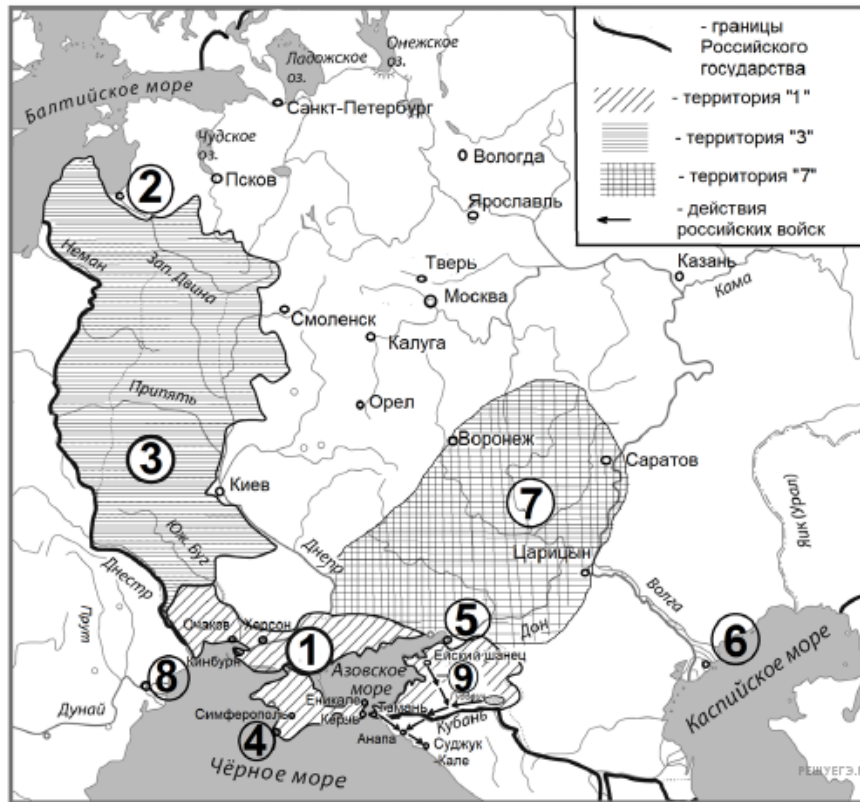 - границы
Российского
государства
- территория "1"
- территория "3"
- территория "7"
- действия
российских войск
Онежское
оз.
Ладожское
оз.
Балтийское море
Санкт-Петербург
Чудское
оз.
Вологда
2
Псков
Ярославль
Неман
Зап. Двина
Тверь
Казань
Кама
Москва
Смоленск
Калуга
Припять
Орел
3
Воронеж
Саратов
Киев
7
Яик (Урал)
Юж. Буг
Днепр
Царицын
Днестр
Волга
Прут
Очаков
Херсон
5
Дон
6
1
Кинбурн
Ейский шанец
8
Азовское
море
9
Каспийское море
Дунай
Еникале
Тамань
Симферополь
Керчь
Кубань
4
Анапа
Суджук
-Кале
Чёрное море
РЕШУЕГЭ.